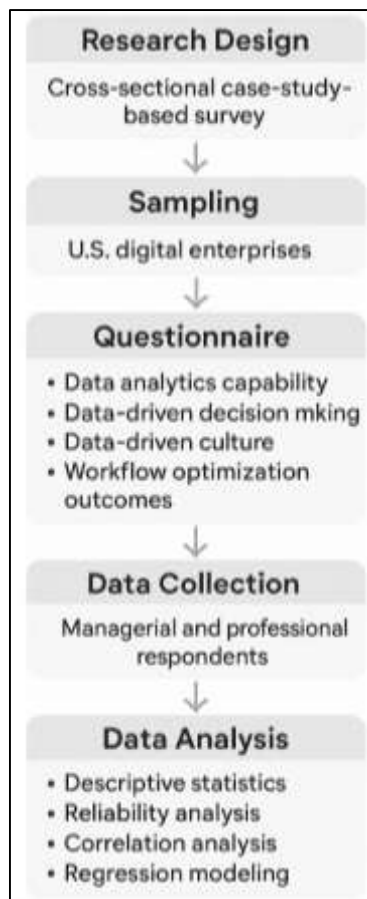 Research Design
Cross-sectional case-study-
based survey
Sampling
U.S. digital enterprises
Questionnaire
• Data analytics capability
• Data-driven decision mking
• Data-driven culture
• Workflow optimization
outcomes
Data Collection
Managerial and professional
respondents
Data Analysis
• Descriptive statistics
• Reliability analysis
• Correlation analysis
• Regression modeling